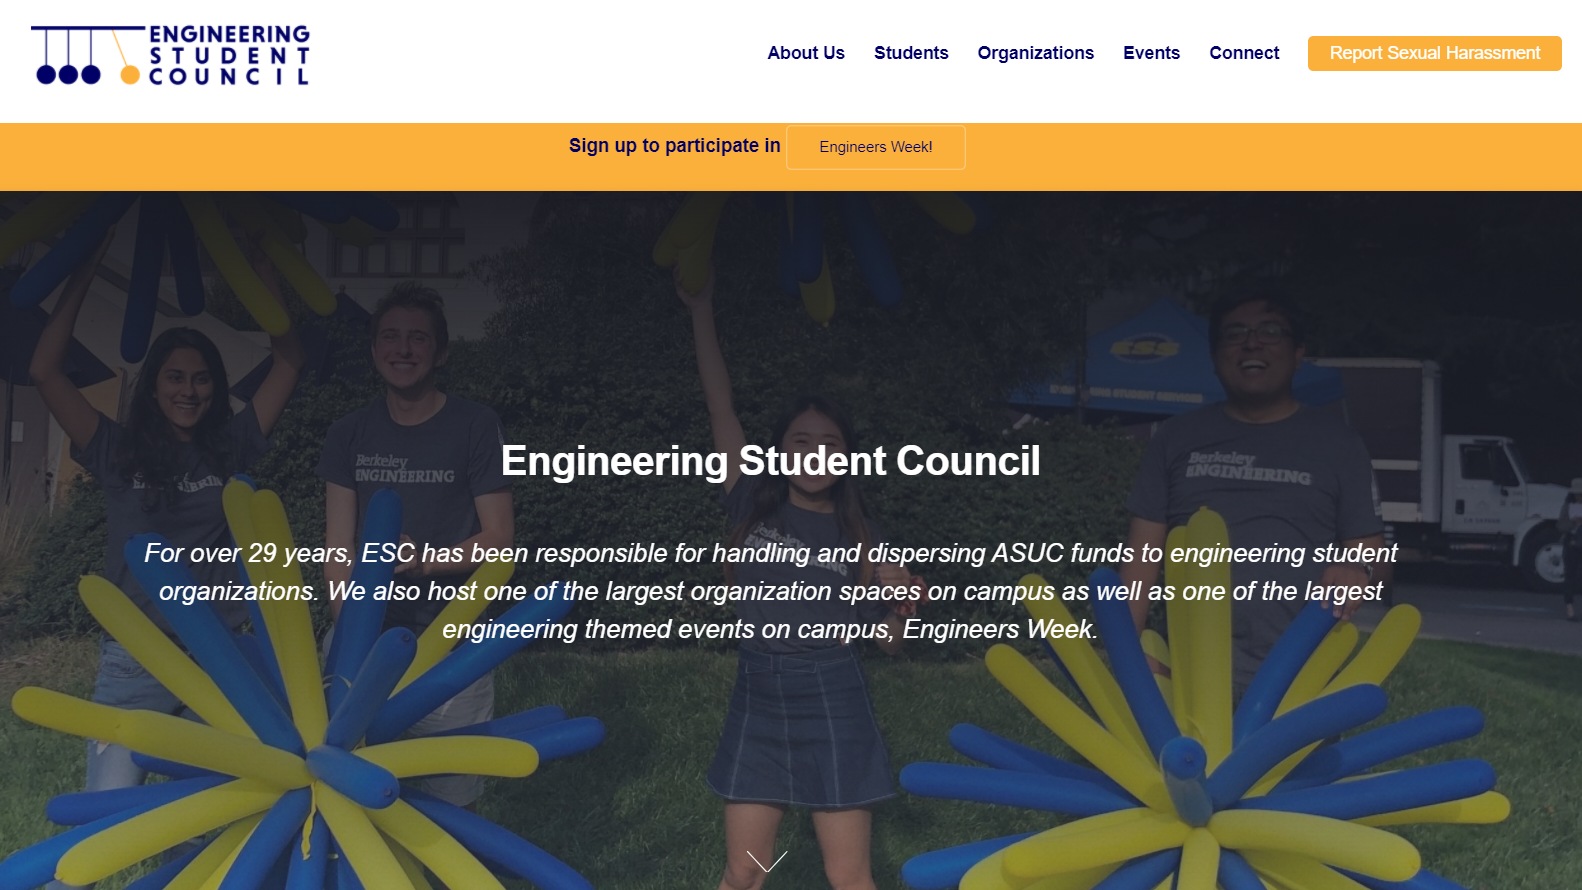 ENGINEERING
STUDENT
COUNCIL
About Us Students Organizations Events Connect Report Sexual Harassment
Sign up to participate in Engineers Week!
Berkeley
ENGINEERING
Berkeley
ENGINEERING
Engineering Student Council
For over 29 years, ESC has been responsible for handling and dispersing ASUC funds to engineering student
organizations. We also host one of the largest organization spaces on campus as well as one of the largest
engineering themed events on campus, Engineers Week.